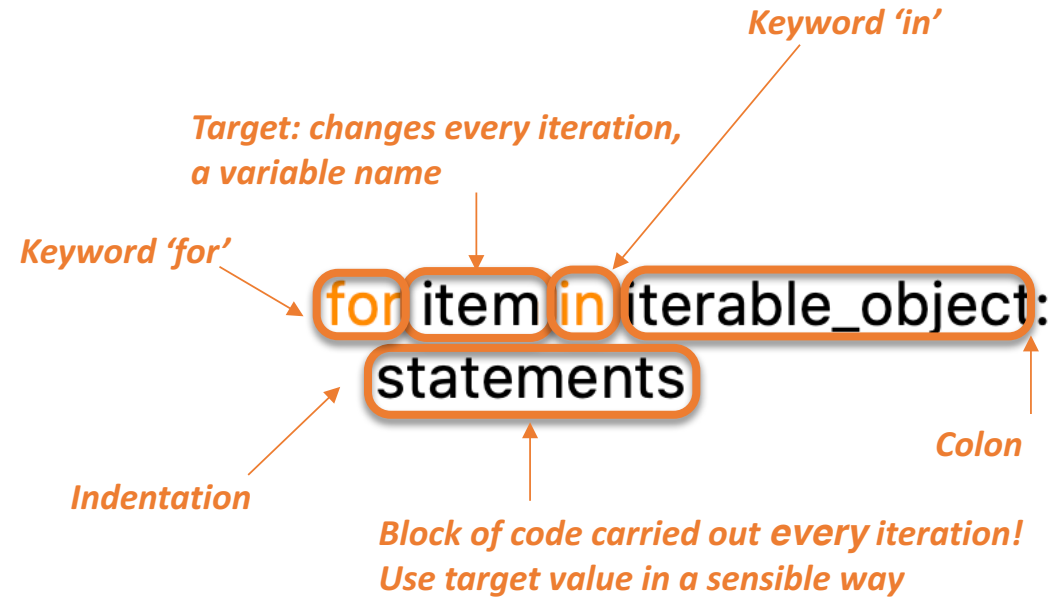 Keyword ‘in’
Target: changes every iteration,
a variable name
Keyword ‘for’
for item in iterable_object:
statements
Colon
Indentation
Block of code carried out every iteration!
Use target value in a sensible way